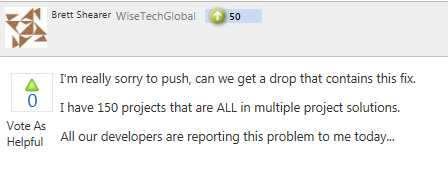 Brett Shearer WiseTechGlobal 50
I'm really sorry to push, can we get a drop that contains this fix.
0
I have 150 projects that are ALL in multiple project solutions.
Vote As
Helpful
All our developers are reporting this problem to me today...